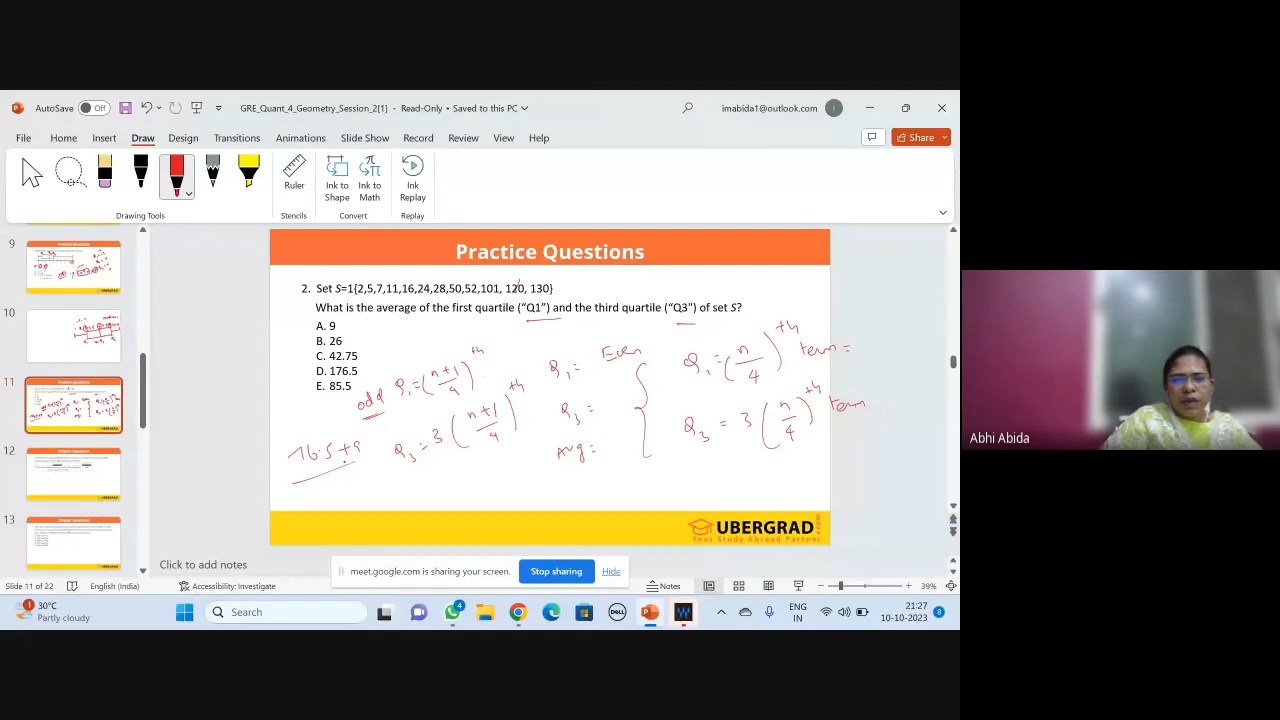 AutoSave Off GRE_Quant_4_Geometry_Session_2[1] - Read-Only • Saved to this PC imabida1@outlook.com
File Home Insert Draw Design Transitions Animations Slide Show Record Review View Help Share
Ruler Ink to Shape Ink to Math Ink Replay
Drawing Tools Stencils Convert Replay
9
10
11
12
13
Practice Questions
2. Set S=1{2,5,7,11,16,24,28,50,52,101, 120, 130}
What is the average of the first quartile ("Q1") and the third quartile ("Q3") of set S?
A. 9
B. 26
C. 42.75
D. 176.5
E. 85.5
odd Q1 = (n+1/4)th
Q3 = 3(n+1/4)th
76.5+9
Even
Q1 =
Q3 =
Avg =
Q1 = (n/4)th term =
Q3 = 3(n/4)th term
UBERGRAD.com
Your Study Abroad Partner
Click to add notes
meet.google.com is sharing your screen. Stop sharing Hide
Slide 11 of 22 English (India) Accessibility: Investigate Notes 39%
1 30°C
Partly cloudy
Search
4
DELL
ENG
IN
21:27
10-10-2023
8
Abhi Abida